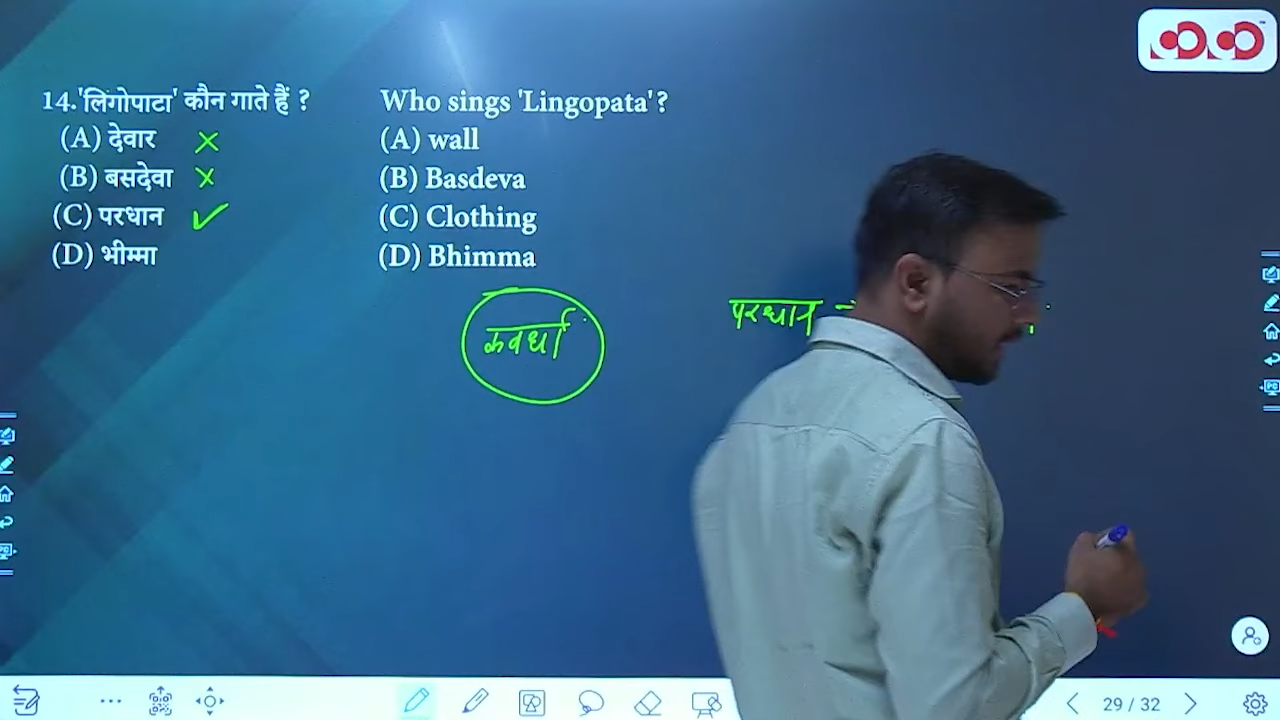 14.'लिंगोपाटा' कौन गाते हैं ?
(A) देवार
(B) बसदेवा
(C) परधान
(D) भीम्मा
Who sings 'Lingopata'?
(A) wall
(B) Basdeva
(C) Clothing
(D) Bhimma
कवर्धा
परधान
29 / 32